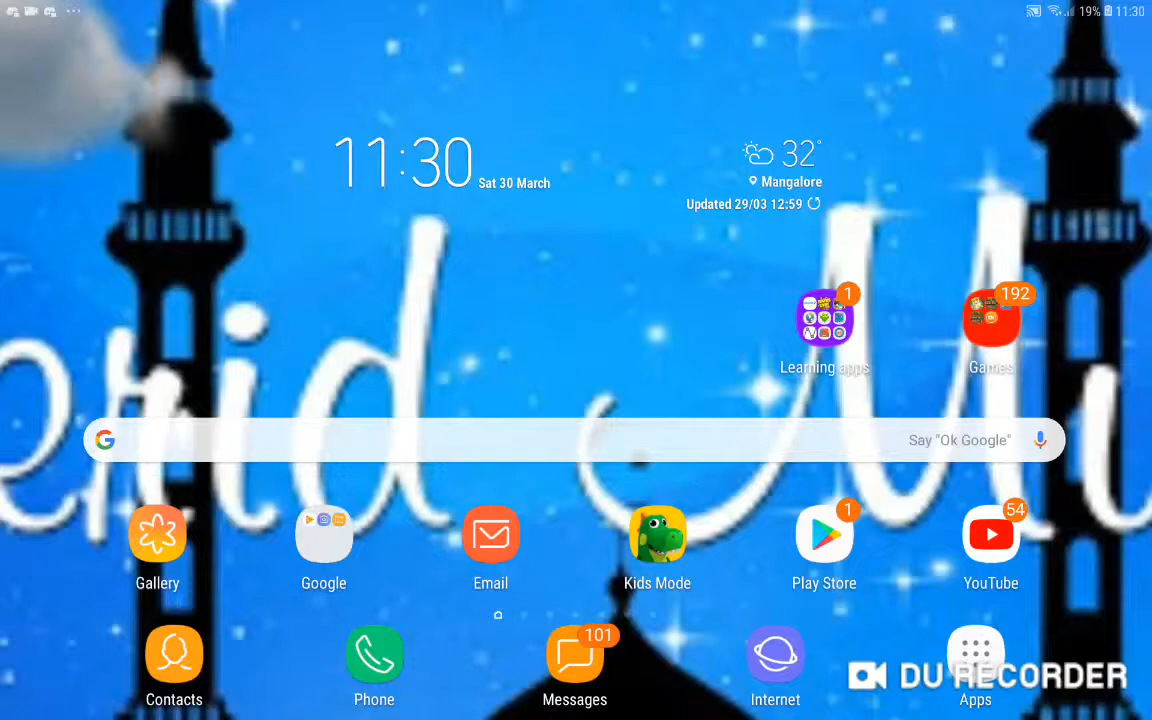 19% 11:30
11:30 Sat 30 March
32°
Mangalore
Updated 29/03 12:59
1
192
Learning apps
Games
erid Mu
G Say "Ok Google"
1
54
Gallery
Google
Email
Kids Mode
Play Store
YouTube
101
Contacts
Phone
Messages
Internet
Apps
DU RECORDER